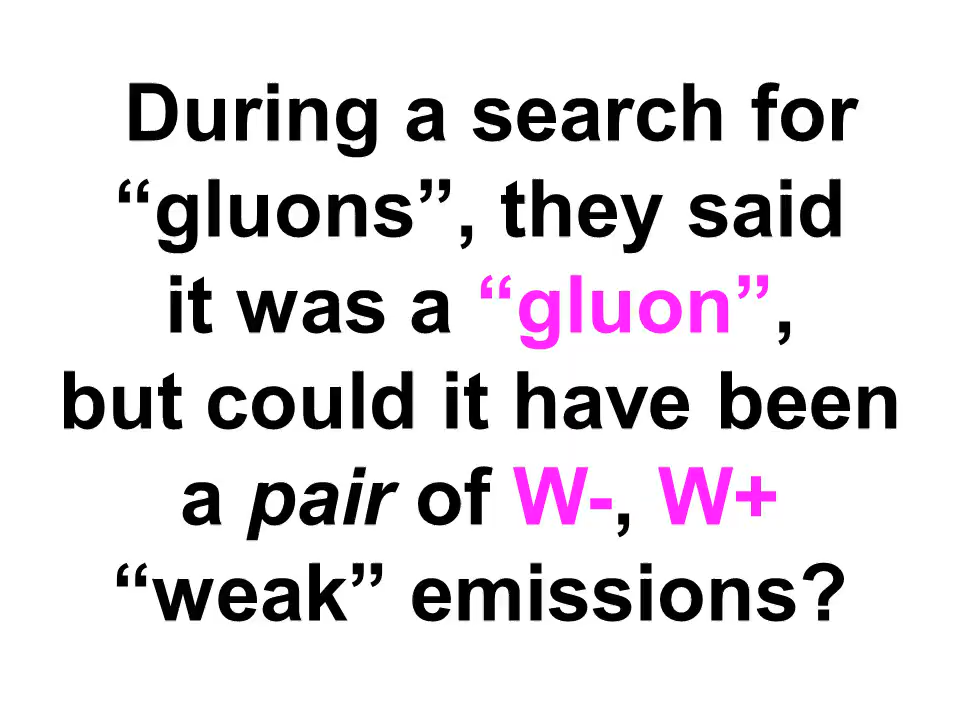 During a search for
“gluons”, they said
it was a “gluon”,
but could it have been
a pair of W-, W+
“weak” emissions?